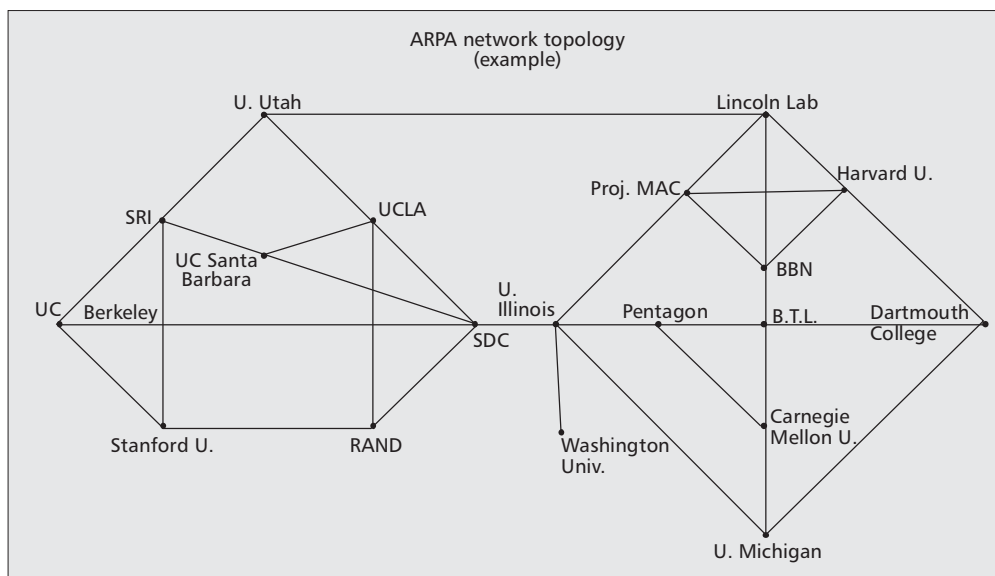 ARPA network topology
(example)
U. Utah
Lincoln Lab
Proj. MAC
Harvard U.
SRI
UCLA
UC Santa
Barbara
BBN
UC Berkeley
U.
Illinois
Pentagon
B.T.L.
Dartmouth
College
SDC
Stanford U.
RAND
Washington
Univ.
Carnegie
Mellon U.
U. Michigan